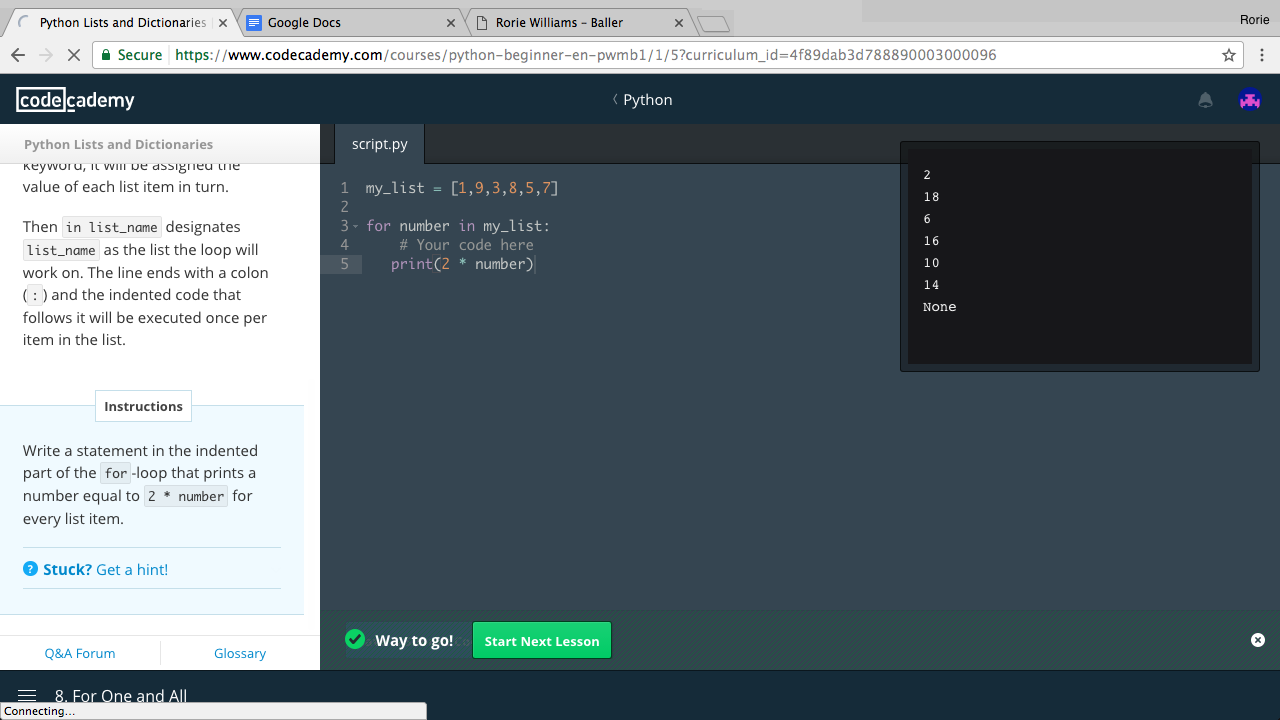 Python Lists and Dictionaries
Google Docs
Rorie Williams – Baller
Rorie
Secure
https://www.codecademy.com/courses/python-beginner-en-pwmb1/1/5?curriculum_id=4f89dab3d788890003000096
codecademy
Python
Python Lists and Dictionaries
keyword, it will be assigned the
value of each list item in turn.
Then in list_name designates
list_name as the list the loop will
work on. The line ends with a colon
(:) and the indented code that
follows it will be executed once per
item in the list.
Instructions
Write a statement in the indented
part of the for-loop that prints a
number equal to 2 * number for
every list item.
? Stuck? Get a hint!
Q&A Forum
Glossary
script.py
1 my_list = [1,9,3,8,5,7]
2
3 for number in my_list:
4 # Your code here
5 print(2 * number)
2
18
6
16
10
14
None
Way to go!
Start Next Lesson
8. For One and All
Connecting...